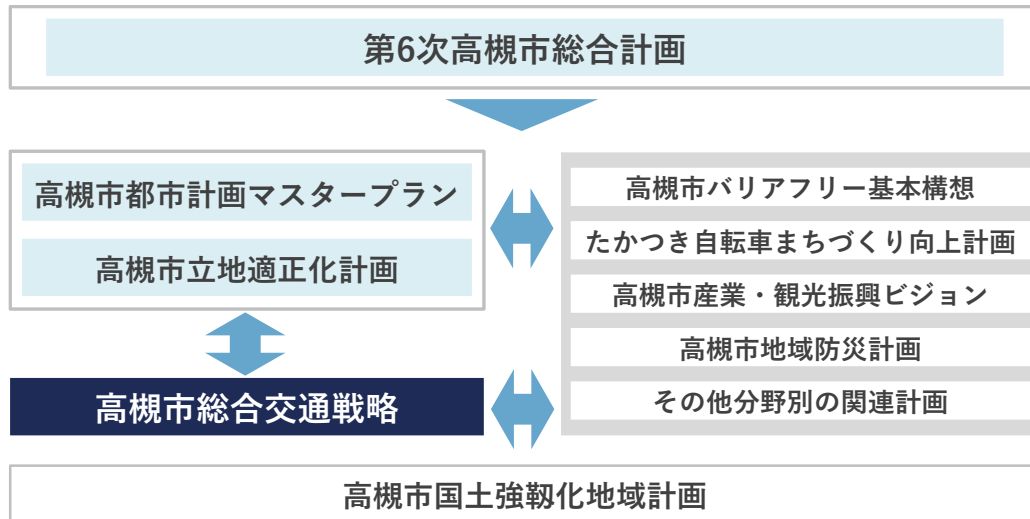 第6次高槻市総合計画
高槻市都市計画マスタープラン
高槻市立地適正化計画
高槻市総合交通戦略
高槻市バリアフリー基本構想
たかつき自転車まちづくり向上計画
高槻市産業・観光振興ビジョン
高槻市地域防災計画
その他分野別の関連計画
高槻市国土強靱化地域計画